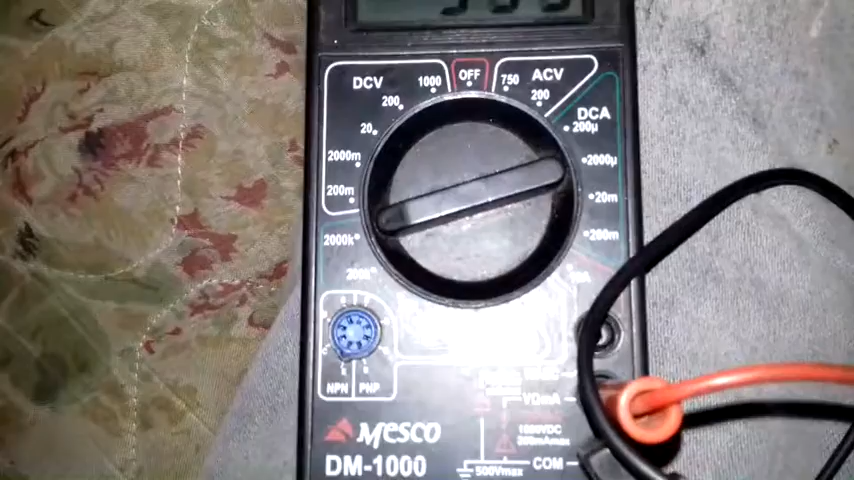 DCV 1000 OFF 750 ACV
200 200 DCA
20 200µ
2000m 2000µ
200m 20m
2000k 200m
200k
NPN PNP
VΩmA
MESCO
DM-1000
500VMAX COM